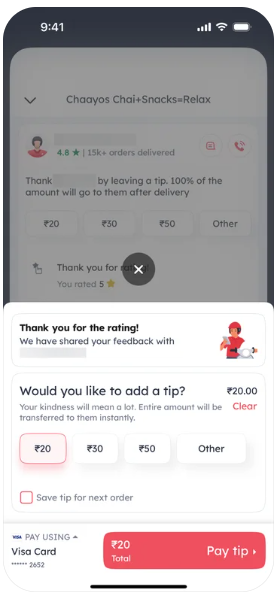 9:41
Chaayos Chai+Snacks=Relax
4.8 ★ | 15k+ orders delivered
Thank by leaving a tip. 100% of the
amount will go to them after delivery
₹20 ₹30 ₹50 Other
Thank you for rating!
You rated 5 ⭐
Thank you for the rating!
We have shared your feedback with
Would you like to add a tip? ₹20.00
Your kindness will mean a lot. Entire amount will be Clear
transferred to them instantly.
₹20 ₹30 ₹50 Other
Save tip for next order
VISA PAY USING
Visa Card
****** 2652
₹20
Total
Pay tip